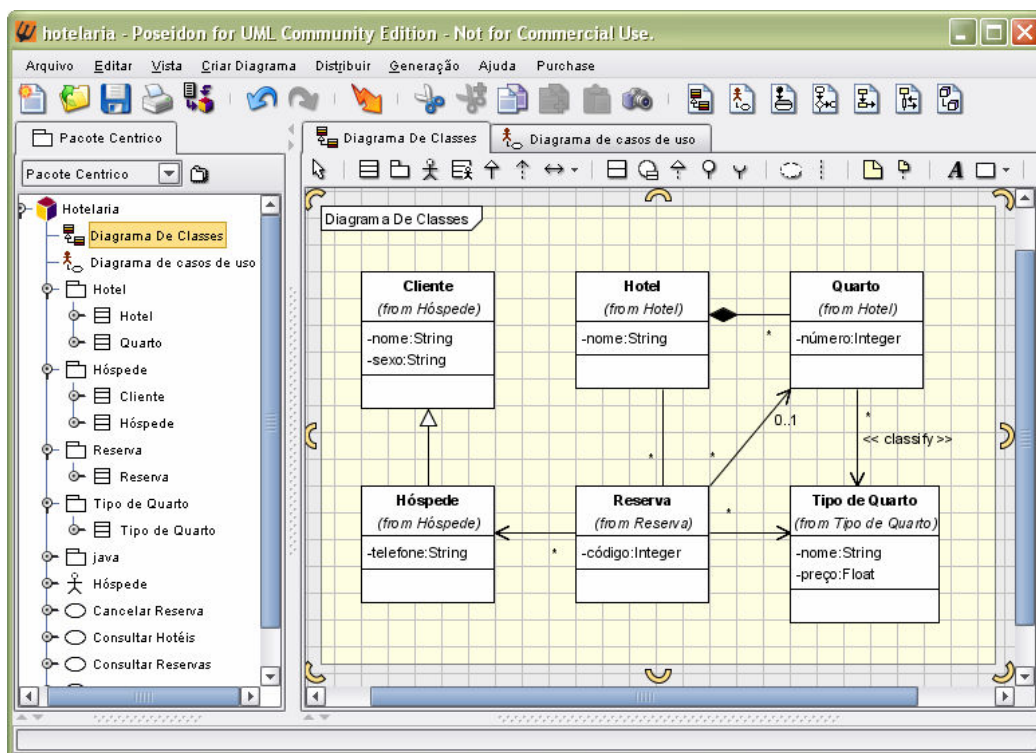 hotelaria - Poseidon for UML Community Edition - Not for Commercial Use.
Arquivo Editar Vista Criar Diagrama Distribuir Geração Ajuda Purchase
Pacote Centrico
Diagrama De Classes
Diagrama de casos de uso
Pacote Centrico
A
Hotelaria
Diagrama De Classes
Diagrama de casos de uso
Hotel
Hotel
Quarto
Hóspede
Cliente
Hóspede
Reserva
Reserva
Tipo de Quarto
Tipo de Quarto
java
Hóspede
Cancelar Reserva
Consultar Hotéis
Consultar Reservas
Diagrama De Classes
Cliente
(from Hóspede)
-nome:String
-sexo:String
Hotel
(from Hotel)
-nome:String
*
Quarto
(from Hotel)
-número:Integer
0..1
*
<< classify >>
*
*
Hóspede
(from Hóspede)
-telefone:String
*
Reserva
(from Reserva)
-código:Integer
*
Tipo de Quarto
(from Tipo de Quarto)
-nome:String
-preço:Float